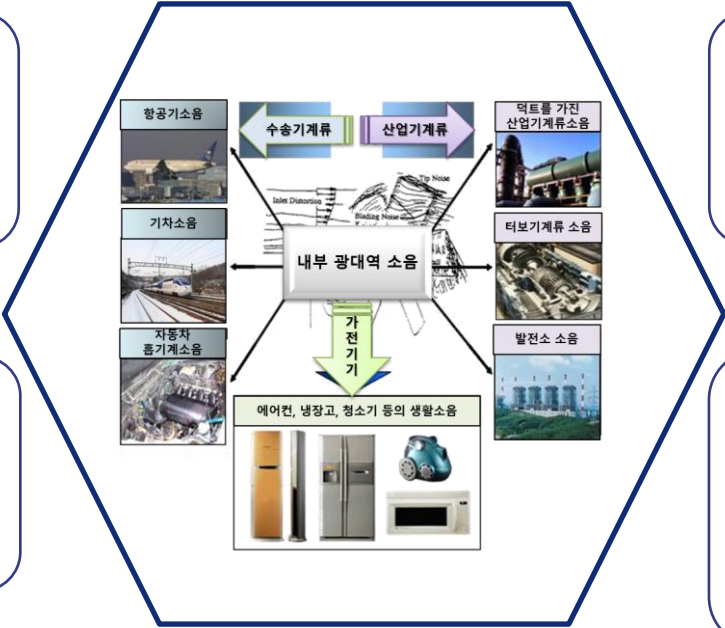 항공기소음
수송기계류
산업기계류
덕트를 가진
산업기계류소음
Tip Noise
Inlet Distortion
Blading Noise
기차소음
내부 광대역 소음
터보기계류 소음
자동차
흡기계소음
가
전
기
기
발전소 소음
에어컨, 냉장고, 청소기 등의 생활소음